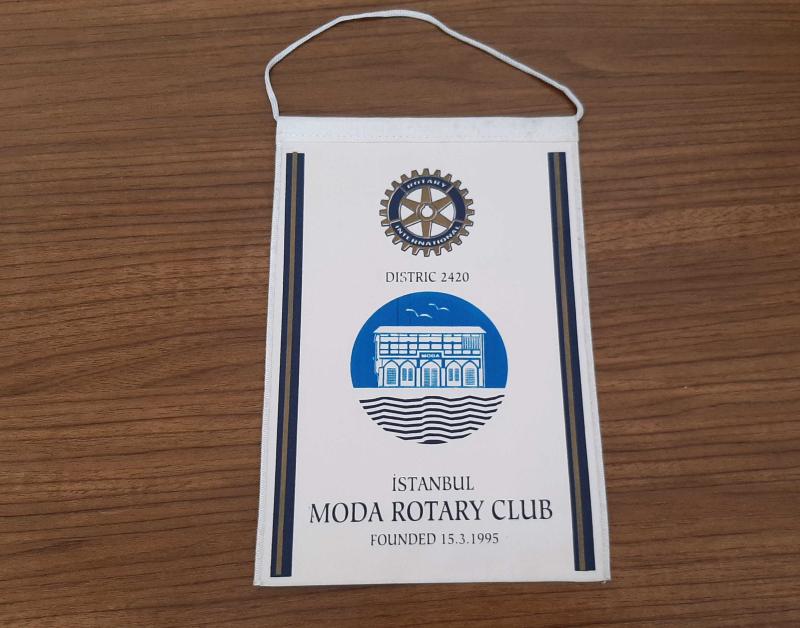 ROTARY
INTERNATIONAL
DISTRIC 2420
MODA
İSTANBUL
MODA ROTARY CLUB
FOUNDED 15.3.1995